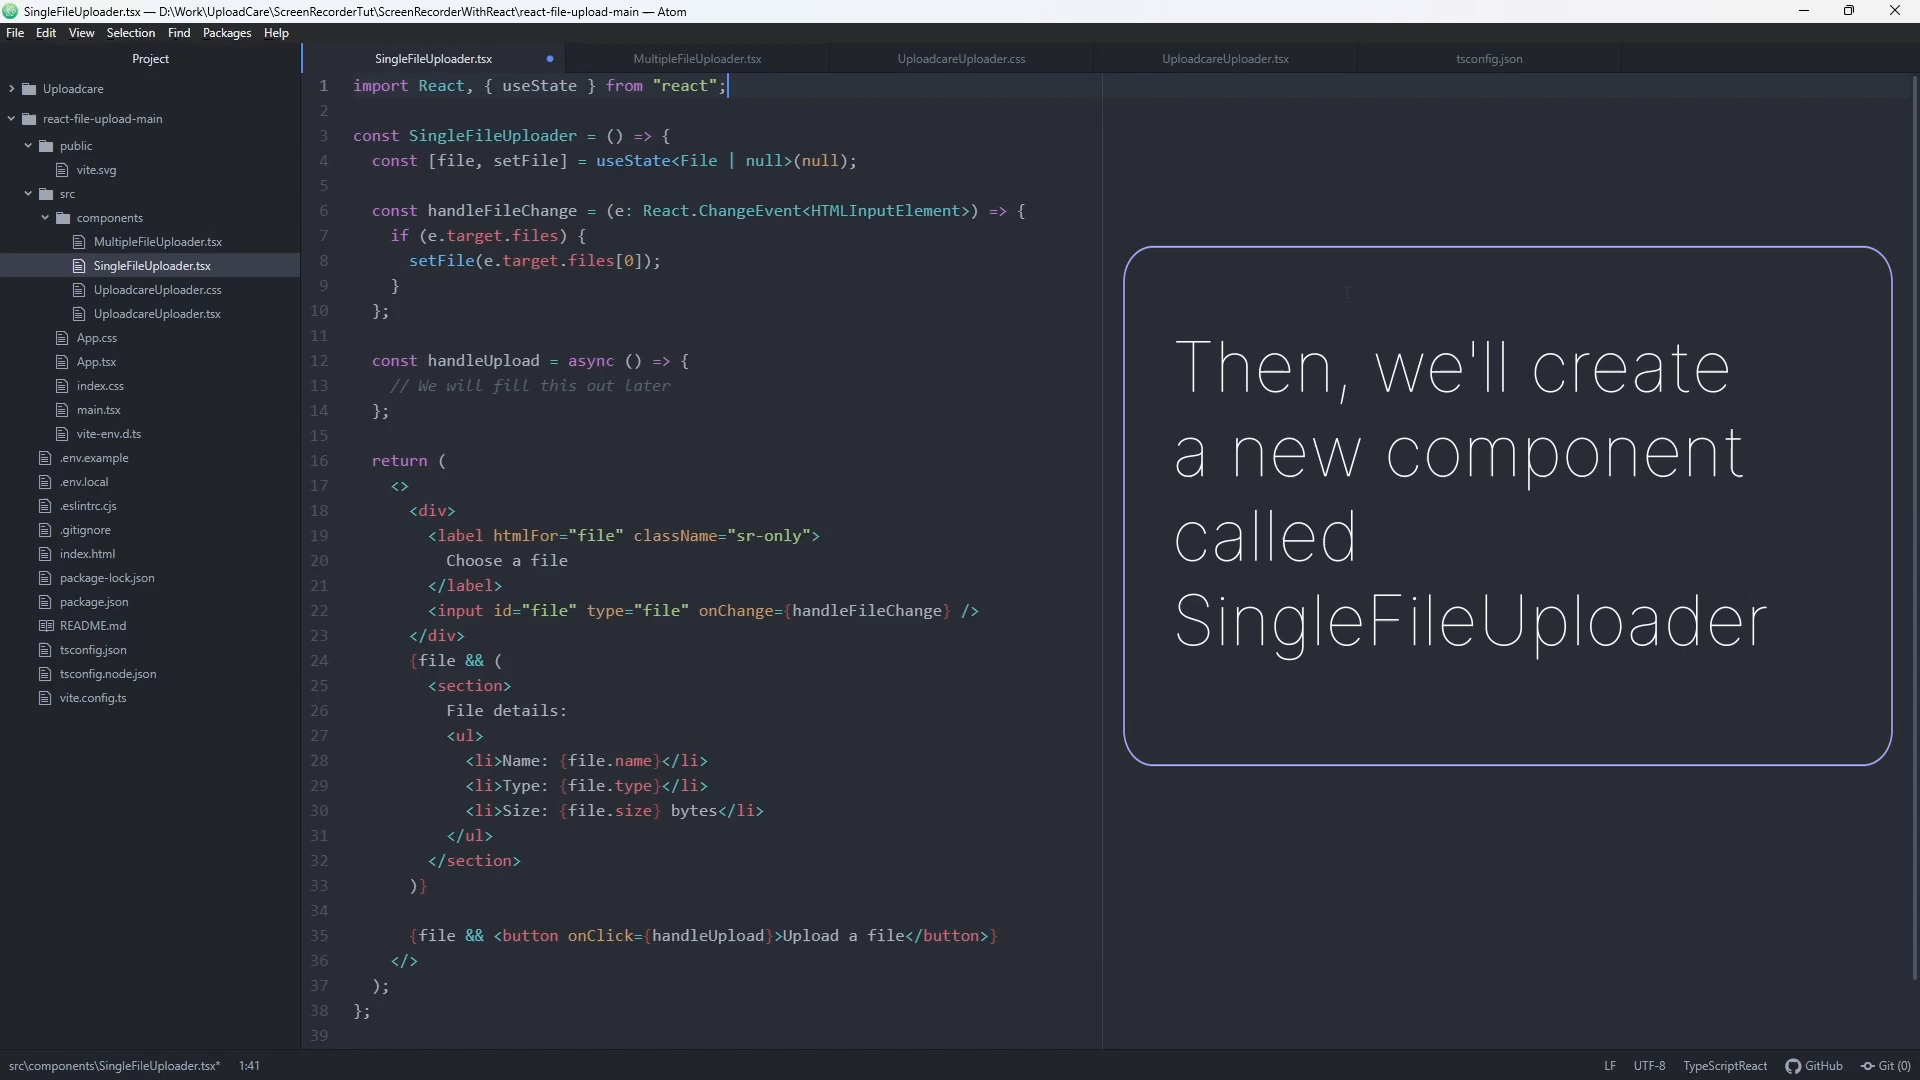 SingleFileUploader.tsx — D:\Work\UploadCare\ScreenRecorderTut\ScreenRecorderWithReact\react-file-upload-main — Atom
File Edit View Selection Find Packages Help
Project
SingleFileUploader.tsx
MultipleFileUploader.tsx
UploadcareUploader.css
UploadcareUploader.tsx
tsconfig.json
Uploadcare
react-file-upload-main
public
vite.svg
src
components
MultipleFileUploader.tsx
SingleFileUploader.tsx
UploadcareUploader.css
UploadcareUploader.tsx
App.css
App.tsx
index.css
main.tsx
vite-env.d.ts
.env.example
.env.local
.eslintrc.cjs
.gitignore
index.html
package-lock.json
package.json
README.md
tsconfig.json
tsconfig.node.json
vite.config.ts
1 import React, { useState } from "react";
2
3 const SingleFileUploader = () => {
4 const [file, setFile] = useState<File | null>(null);
5
6 const handleFileChange = (e: React.ChangeEvent<HTMLInputElement>) => {
7 if (e.target.files) {
8 setFile(e.target.files[0]);
9 }
10 };
11
12 const handleUpload = async () => {
13 // We will fill this out later
14 };
15
16 return (
17 <>
18 <div>
19 <label htmlFor="file" className="sr-only">
20 Choose a file
21 </label>
22 <input id="file" type="file" onChange={handleFileChange} />
23 </div>
24 {file && (
25 <section>
26 File details:
27 <ul>
28 <li>Name: {file.name}</li>
29 <li>Type: {file.type}</li>
30 <li>Size: {file.size} bytes</li>
31 </ul>
32 </section>
33 )}
34
35 {file && <button onClick={handleUpload}>Upload a file</button>}
36 </>
37 );
38 };
39
Then, we'll create
a new component
called
SingleFileUploader
src\components\SingleFileUploader.tsx* 1:41
LF UTF-8 TypeScriptReact GitHub Git (0)